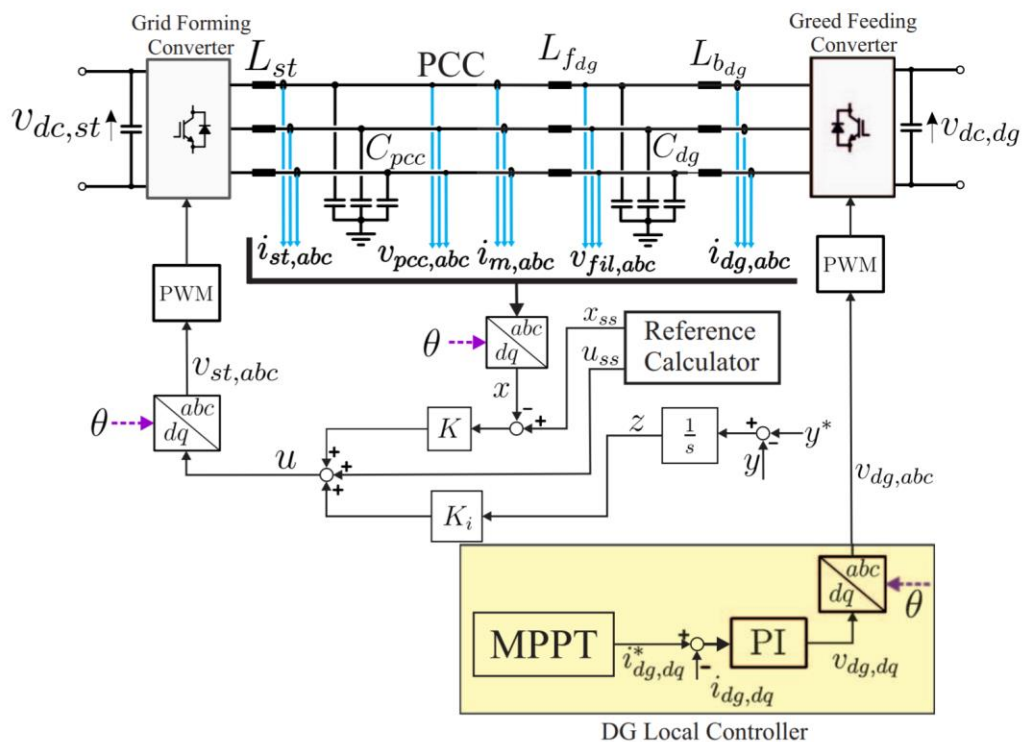 Grid Forming
Converter
Greed Feeding
Converter
L_{st}
PCC
L_{f_{dg}}
L_{b_{dg}}
v_{dc,st}
v_{dc,dg}
C_{pcc}
C_{dg}
i_{st,abc}
v_{pcc,abc}
i_{m,abc}
v_{fil,abc}
i_{dg,abc}
PWM
PWM
θ
abc
dq
x_{ss}
u_{ss}
Reference
Calculator
v_{st,abc}
x
-
+
θ
abc
dq
K
z
1
s
+
-
y*
y
u
+
+
+
v_{dg,abc}
K_i
abc
dq
θ
MPPT
i*_{dg,dq}
+
-
PI
v_{dg,dq}
i_{dg,dq}
DG Local Controller